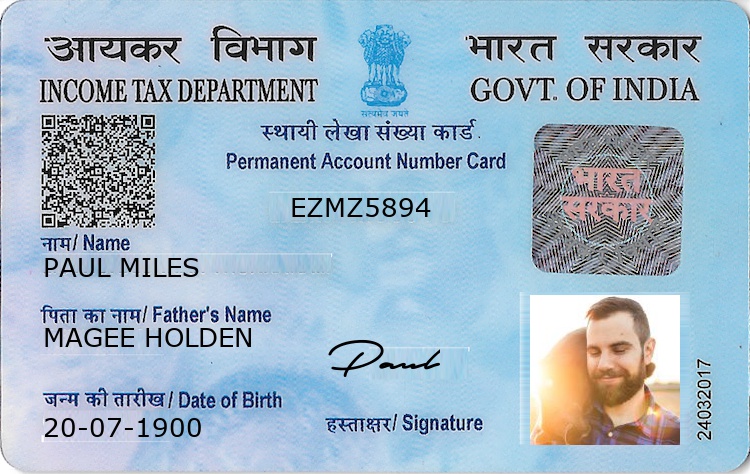 आयकर विभाग
INCOME TAX DEPARTMENT
सत्यमेव जयते
भारत सरकार
GOVT. OF INDIA
स्थायी लेखा संख्या कार्ड
Permanent Account Number Card
EZMZ5894
भारत
सरकार
नाम/ Name
PAUL MILES
पिता का नाम/ Father's Name
MAGEE HOLDEN
Paul
जन्म की तारीख / Date of Birth
20-07-1900
हस्ताक्षर/ Signature
24032017